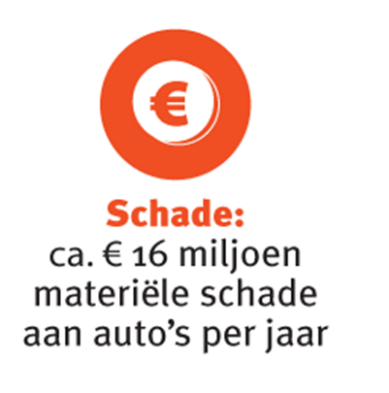 €
Schade:
ca. € 16 miljoen
materiële schade
aan auto's per jaar